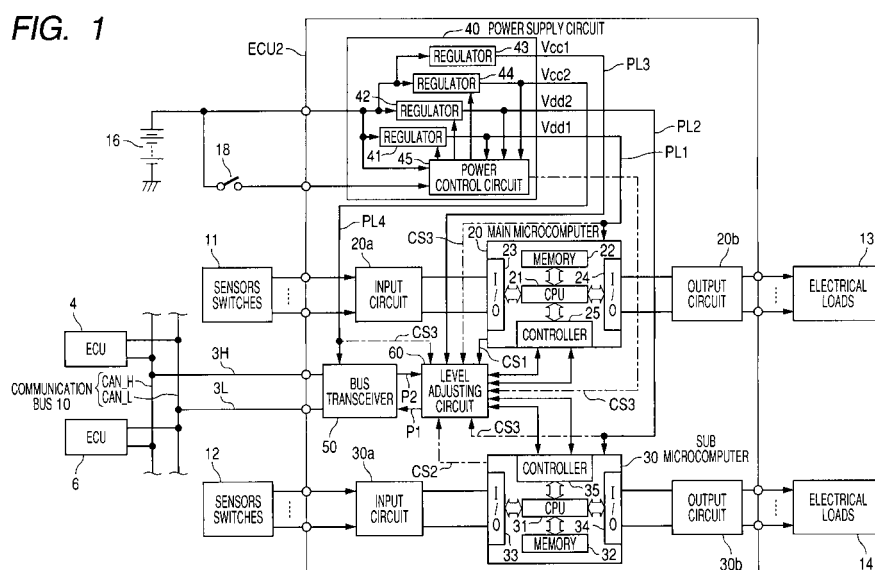 FIG. 1
40 POWER SUPPLY CIRCUIT
ECU2
REGULATOR 43
Vcc1
PL3
REGULATOR 44
Vcc2
42
REGULATOR
Vdd2
PL2
REGULATOR
Vdd1
41
45
PL1
POWER
CONTROL CIRCUIT
16
18
PL4
CS3
20 MAIN MICROCOMPUTER
11
20a
23
MEMORY 22
20b
13
SENSORS
SWITCHES
INPUT
CIRCUIT
I/O
21
CPU
24
I/O
25
CONTROLLER
OUTPUT
CIRCUIT
ELECTRICAL
LOADS
4
ECU
CS3
60
CS1
3H
COMMUNICATION
BUS 10
CAN_H
CAN_L
3L
BUS
TRANSCEIVER
P2
P1
LEVEL
ADJUSTING
CIRCUIT
CS3
50
ECU
6
CS3
CS2
12
30a
SUB
30 MICROCOMPUTER
SENSORS
SWITCHES
INPUT
CIRCUIT
CONTROLLER
35
I/O
CPU
31
34
I/O
33
MEMORY
32
OUTPUT
CIRCUIT
30b
ELECTRICAL
LOADS
14